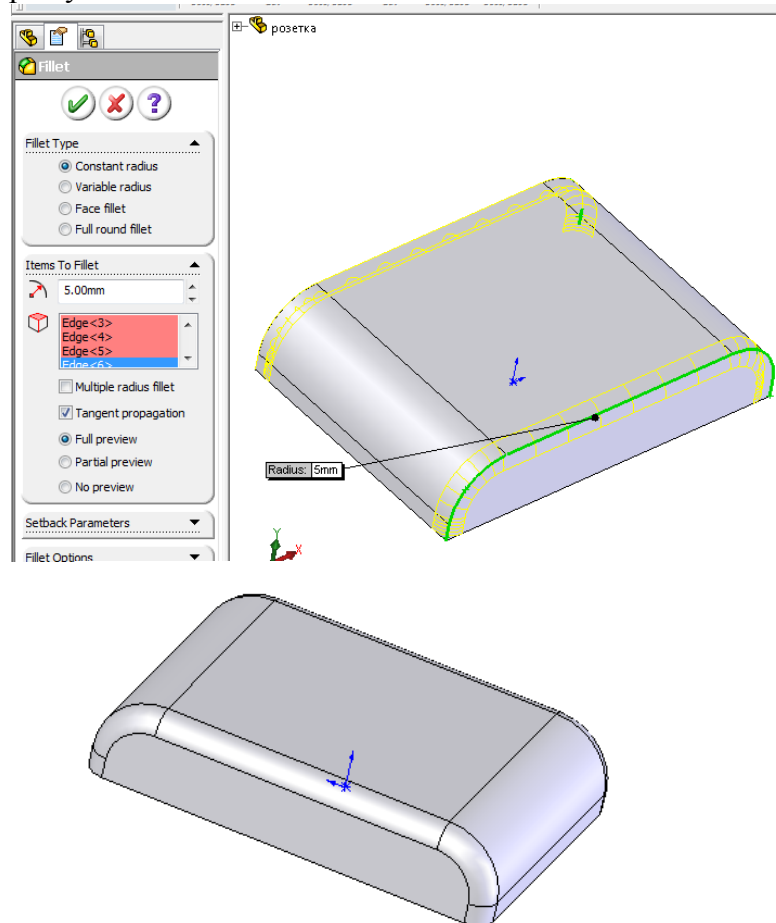 розетка
Fillet
Fillet Type
Constant radius
Variable radius
Face fillet
Full round fillet
Items To Fillet
5.00mm
Edge<3>
Edge<4>
Edge<5>
Edge<6>
Multiple radius fillet
Tangent propagation
Full preview
Partial preview
No preview
Radius: 5mm
Setback Parameters
Fillet Options
Y
X